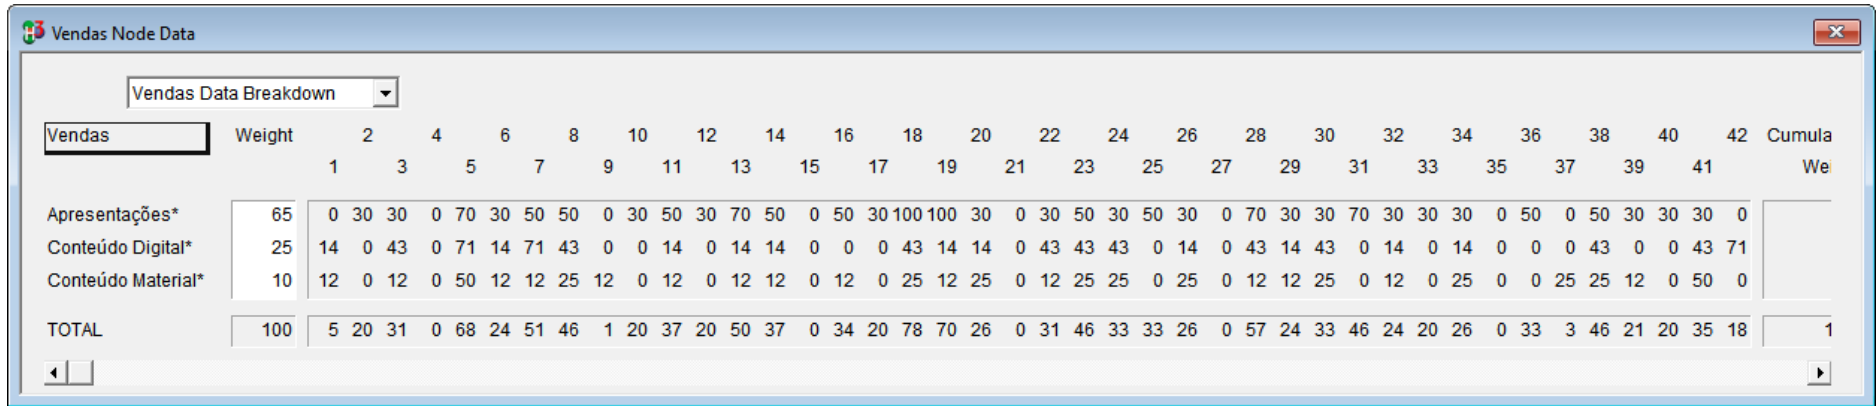 Vendas Node Data
Vendas Data Breakdown
Vendas Weight 2 4 6 8 10 12 14 16 18 20 22 24 26 28 30 32 34 36 38 40 42 Cumula
1 3 5 7 9 11 13 15 17 19 21 23 25 27 29 31 33 35 37 39 41 Wei
Apresentações* 65 0 30 30 0 70 30 50 50 0 30 50 30 70 50 0 50 30 100 100 30 0 30 50 30 50 30 0 70 30 30 70 30 30 30 0 50 0 50 30 30 30 0
Conteúdo Digital* 25 14 0 43 0 71 14 71 43 0 0 14 0 14 14 0 0 0 43 14 14 0 43 43 43 0 14 0 43 14 43 0 14 0 14 0 0 0 43 0 0 43 71
Conteúdo Material* 10 12 0 12 0 50 12 12 25 12 0 12 0 12 12 0 12 0 25 12 25 0 12 25 25 0 25 0 12 12 25 0 12 0 25 0 0 25 25 12 0 50 0
TOTAL 100 5 20 31 0 68 24 51 46 1 20 37 20 50 37 0 34 20 78 70 26 0 31 46 33 33 26 0 57 24 33 46 24 20 26 0 33 3 46 21 20 35 18 1